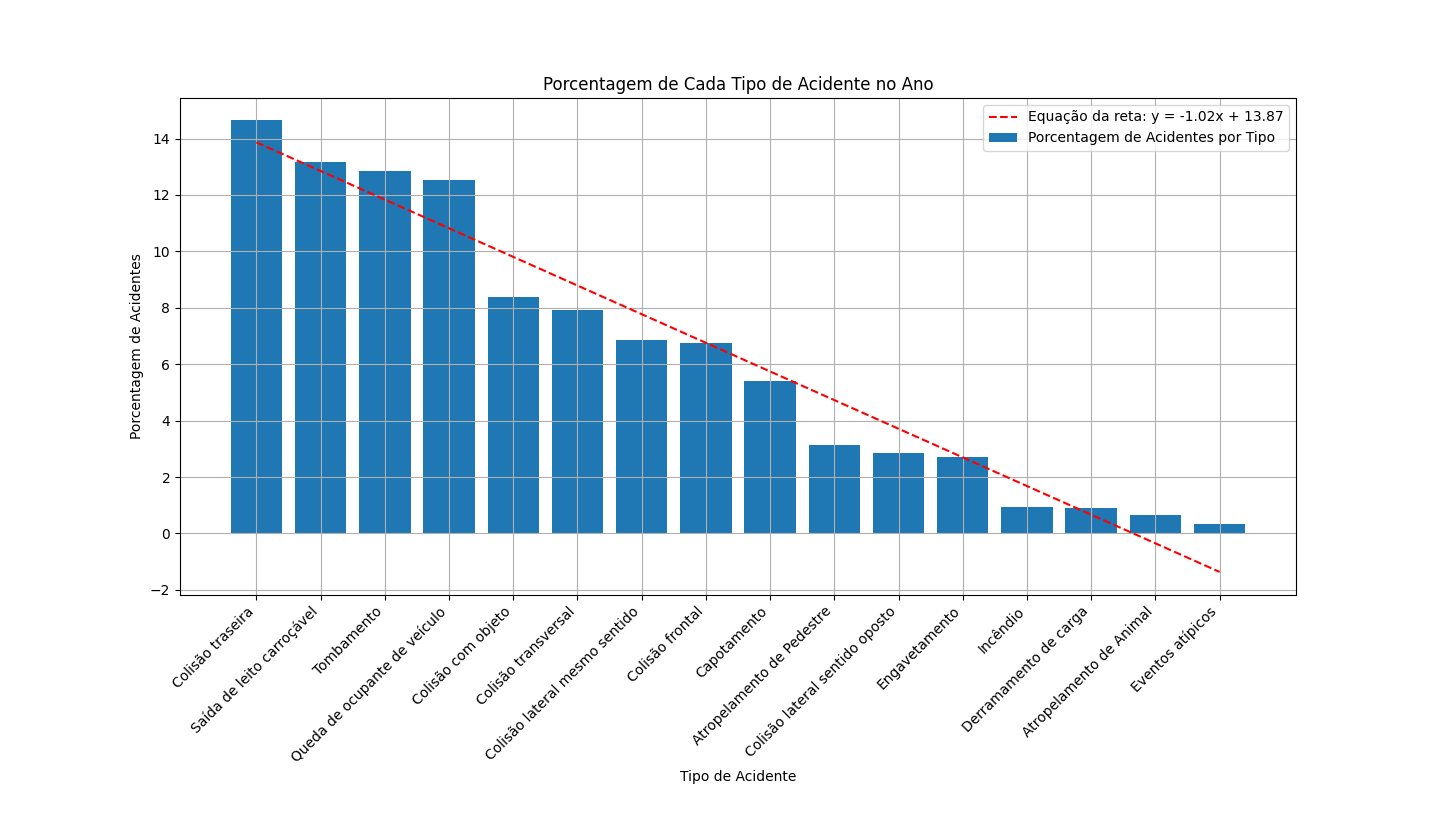 Porcentagem de Cada Tipo de Acidente no Ano
Equação da reta: y = -1.02x + 13.87
Porcentagem de Acidentes por Tipo
Porcentagem de Acidentes
14
12
10
8
6
4
2
0
−2
Colisão traseira
Saída de leito carroçável
Tombamento
Queda de ocupante de veículo
Colisão com objeto
Colisão transversal
Colisão lateral mesmo sentido
Colisão frontal
Capotamento
Atropelamento de Pedestre
Colisão lateral sentido oposto
Engavetamento
Incêndio
Derramamento de carga
Atropelamento de Animal
Eventos atípicos
Tipo de Acidente